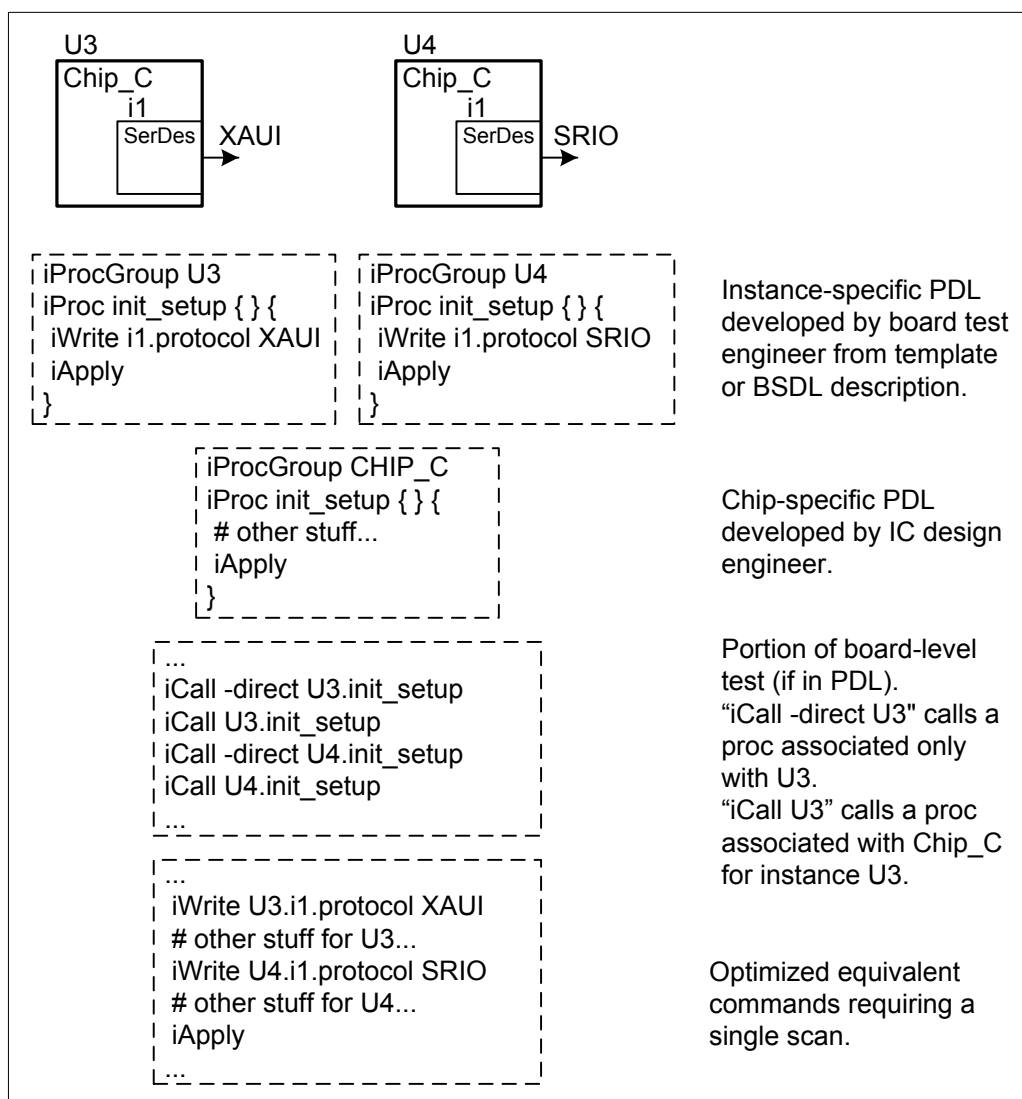 U3
Chip_C
i1
SerDes
XAUI
U4
Chip_C
i1
SerDes
SRIO
iProcGroup U3
iProc init_setup { } {
iWrite i1.protocol XAUI
iApply
}
iProcGroup U4
iProc init_setup { } {
iWrite i1.protocol SRIO
iApply
}
Instance-specific PDL
developed by board test
engineer from template
or BSDL description.
iProcGroup CHIP_C
iProc init_setup { } {
# other stuff...
iApply
}
Chip-specific PDL
developed by IC design
engineer.
...
iCall -direct U3.init_setup
iCall U3.init_setup
iCall -direct U4.init_setup
iCall U4.init_setup
...
Portion of board-level
test (if in PDL).
“iCall -direct U3" calls a
proc associated only
with U3.
“iCall U3” calls a proc
associated with Chip_C
for instance U3.
...
iWrite U3.i1.protocol XAUI
# other stuff for U3...
iWrite U4.i1.protocol SRIO
# other stuff for U4...
iApply
...
Optimized equivalent
commands requiring a
single scan.